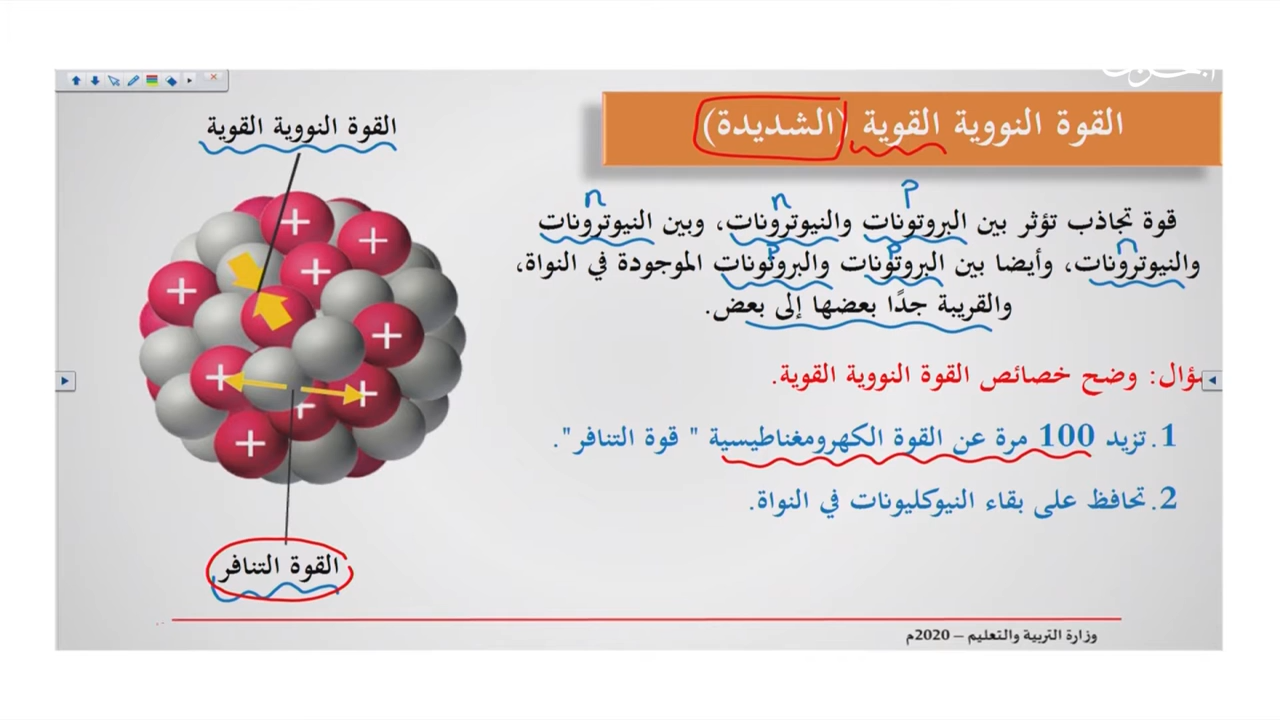 القوة النووية القوية (الشديدة)
القوة النووية القوية
p
n
n
قوة تجاذب تؤثر بين البروتونات والنيوترونات، وبين النيوترونات
n
p
p
والنيوترونات، وأيضا بين البروتونات والبروتونات الموجودة في النواة،
والقريبة جدًا بعضها إلى بعض.
ؤال: وضح خصائص القوة النووية القوية.
1. تزيد 100 مرة عن القوة الكهرومغناطيسية " قوة التنافر".
2. تحافظ على بقاء النيوكليونات في النواة.
القوة التنافر
وزارة التربية والتعليم – 2020م